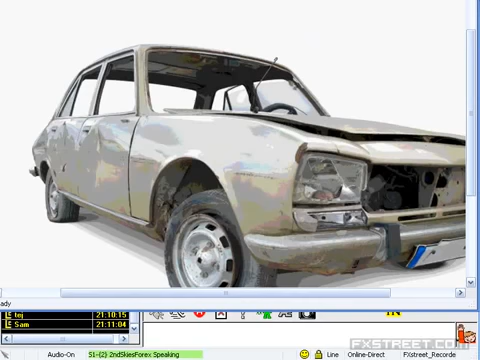 ady
tej 21:10:15
Sam 21:11:04
IN
FXSTREET.COM
Audio-On
S1-(2) 2ndSkiesForex Speaking
Line
Online-Direct
FXstreet_Recorde